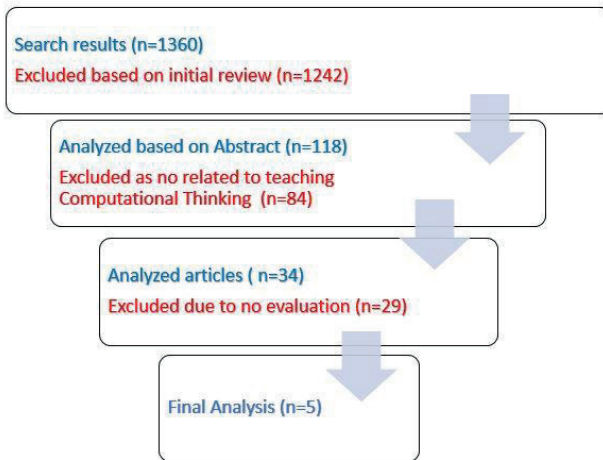 Search results (n=1360)
Excluded based on initial review (n=1242)
Analyzed based on Abstract (n=118)
Excluded as no related to teaching
Computational Thinking (n=84)
Analyzed articles ( n=34)
Excluded due to no evaluation (n=29)
Final Analysis (n=5)